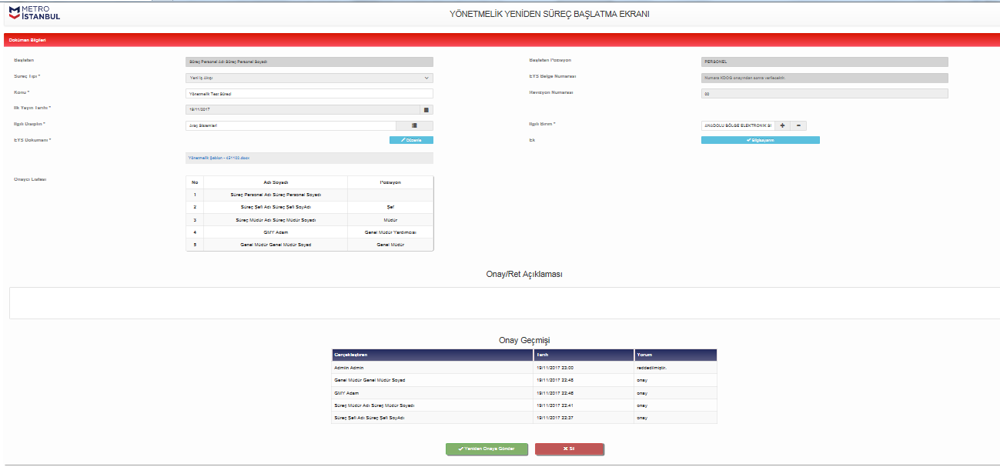 METRO
İSTANBUL
YÖNETMELİK YENİDEN SÜREÇ BAŞLATMA EKRANI
Doküman Bilgileri
Başlatan
Süreç Personel Adı Süreç Personel Soyadı
Başlatan Pozisyon
PERSONEL
Süreç Tipi *
Yeni İş Akışı
EYS Belge Numarası
Numara KDDG onayından sonra verilecektir.
Konu *
Yönetmelik Test Süreci
Revizyon Numarası
00
İlk Yayın Tarihi *
18/11/2017
İlgili Disiplin *
Araç Sistemleri
İlgili Birim *
ANADOLU BÖLGE ELEKTRONİK Sİ
EYS Dokümanı *
Düzenle
Ek
Bilgisayarım
Yönetmelik Şablon - 451102.docx
Onaycı Listesi
No Adı Soyadı Pozisyon
1 Süreç Personel Adı Süreç Personel Soyadı
2 Süreç Şefi Adı Süreç Şefi SoyAdı Şef
3 Süreç Müdür Adı Süreç Müdür Soyadı Müdür
4 GMY Adam Genel Müdür Yardımcısı
5 Genel Müdür Genel Müdür Soyad Genel Müdür
Onay/Ret Açıklaması
Onay Geçmişi
Gerçekleştiren Tarih Yorum
Admin Admin 19/11/2017 23:00 reddedilmiştir.
Genel Müdür Genel Müdür Soyad 19/11/2017 22:48 onay
GMY Adam 19/11/2017 22:46 onay
Süreç Müdür Adı Süreç Müdür Soyadı 19/11/2017 22:41 onay
Süreç Şefi Adı Süreç Şefi SoyAdı 19/11/2017 22:37 onay
Yeniden Onaya Gönder
Sil